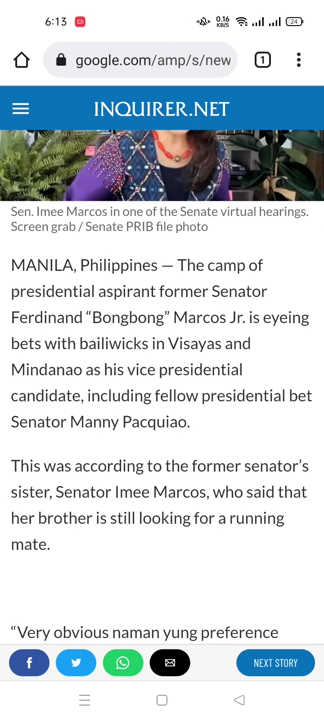 6:13 0.16 KB/S 24
google.com/amp/s/new 1
INQUIRER.NET
Sen. Imee Marcos in one of the Senate virtual hearings.
Screen grab / Senate PRIB file photo
MANILA, Philippines — The camp of
presidential aspirant former Senator
Ferdinand “Bongbong” Marcos Jr. is eyeing
bets with bailiwicks in Visayas and
Mindanao as his vice presidential
candidate, including fellow presidential bet
Senator Manny Pacquiao.
This was according to the former senator’s
sister, Senator Imee Marcos, who said that
her brother is still looking for a running
mate.
“Very obvious naman yung preference
f NEXT STORY